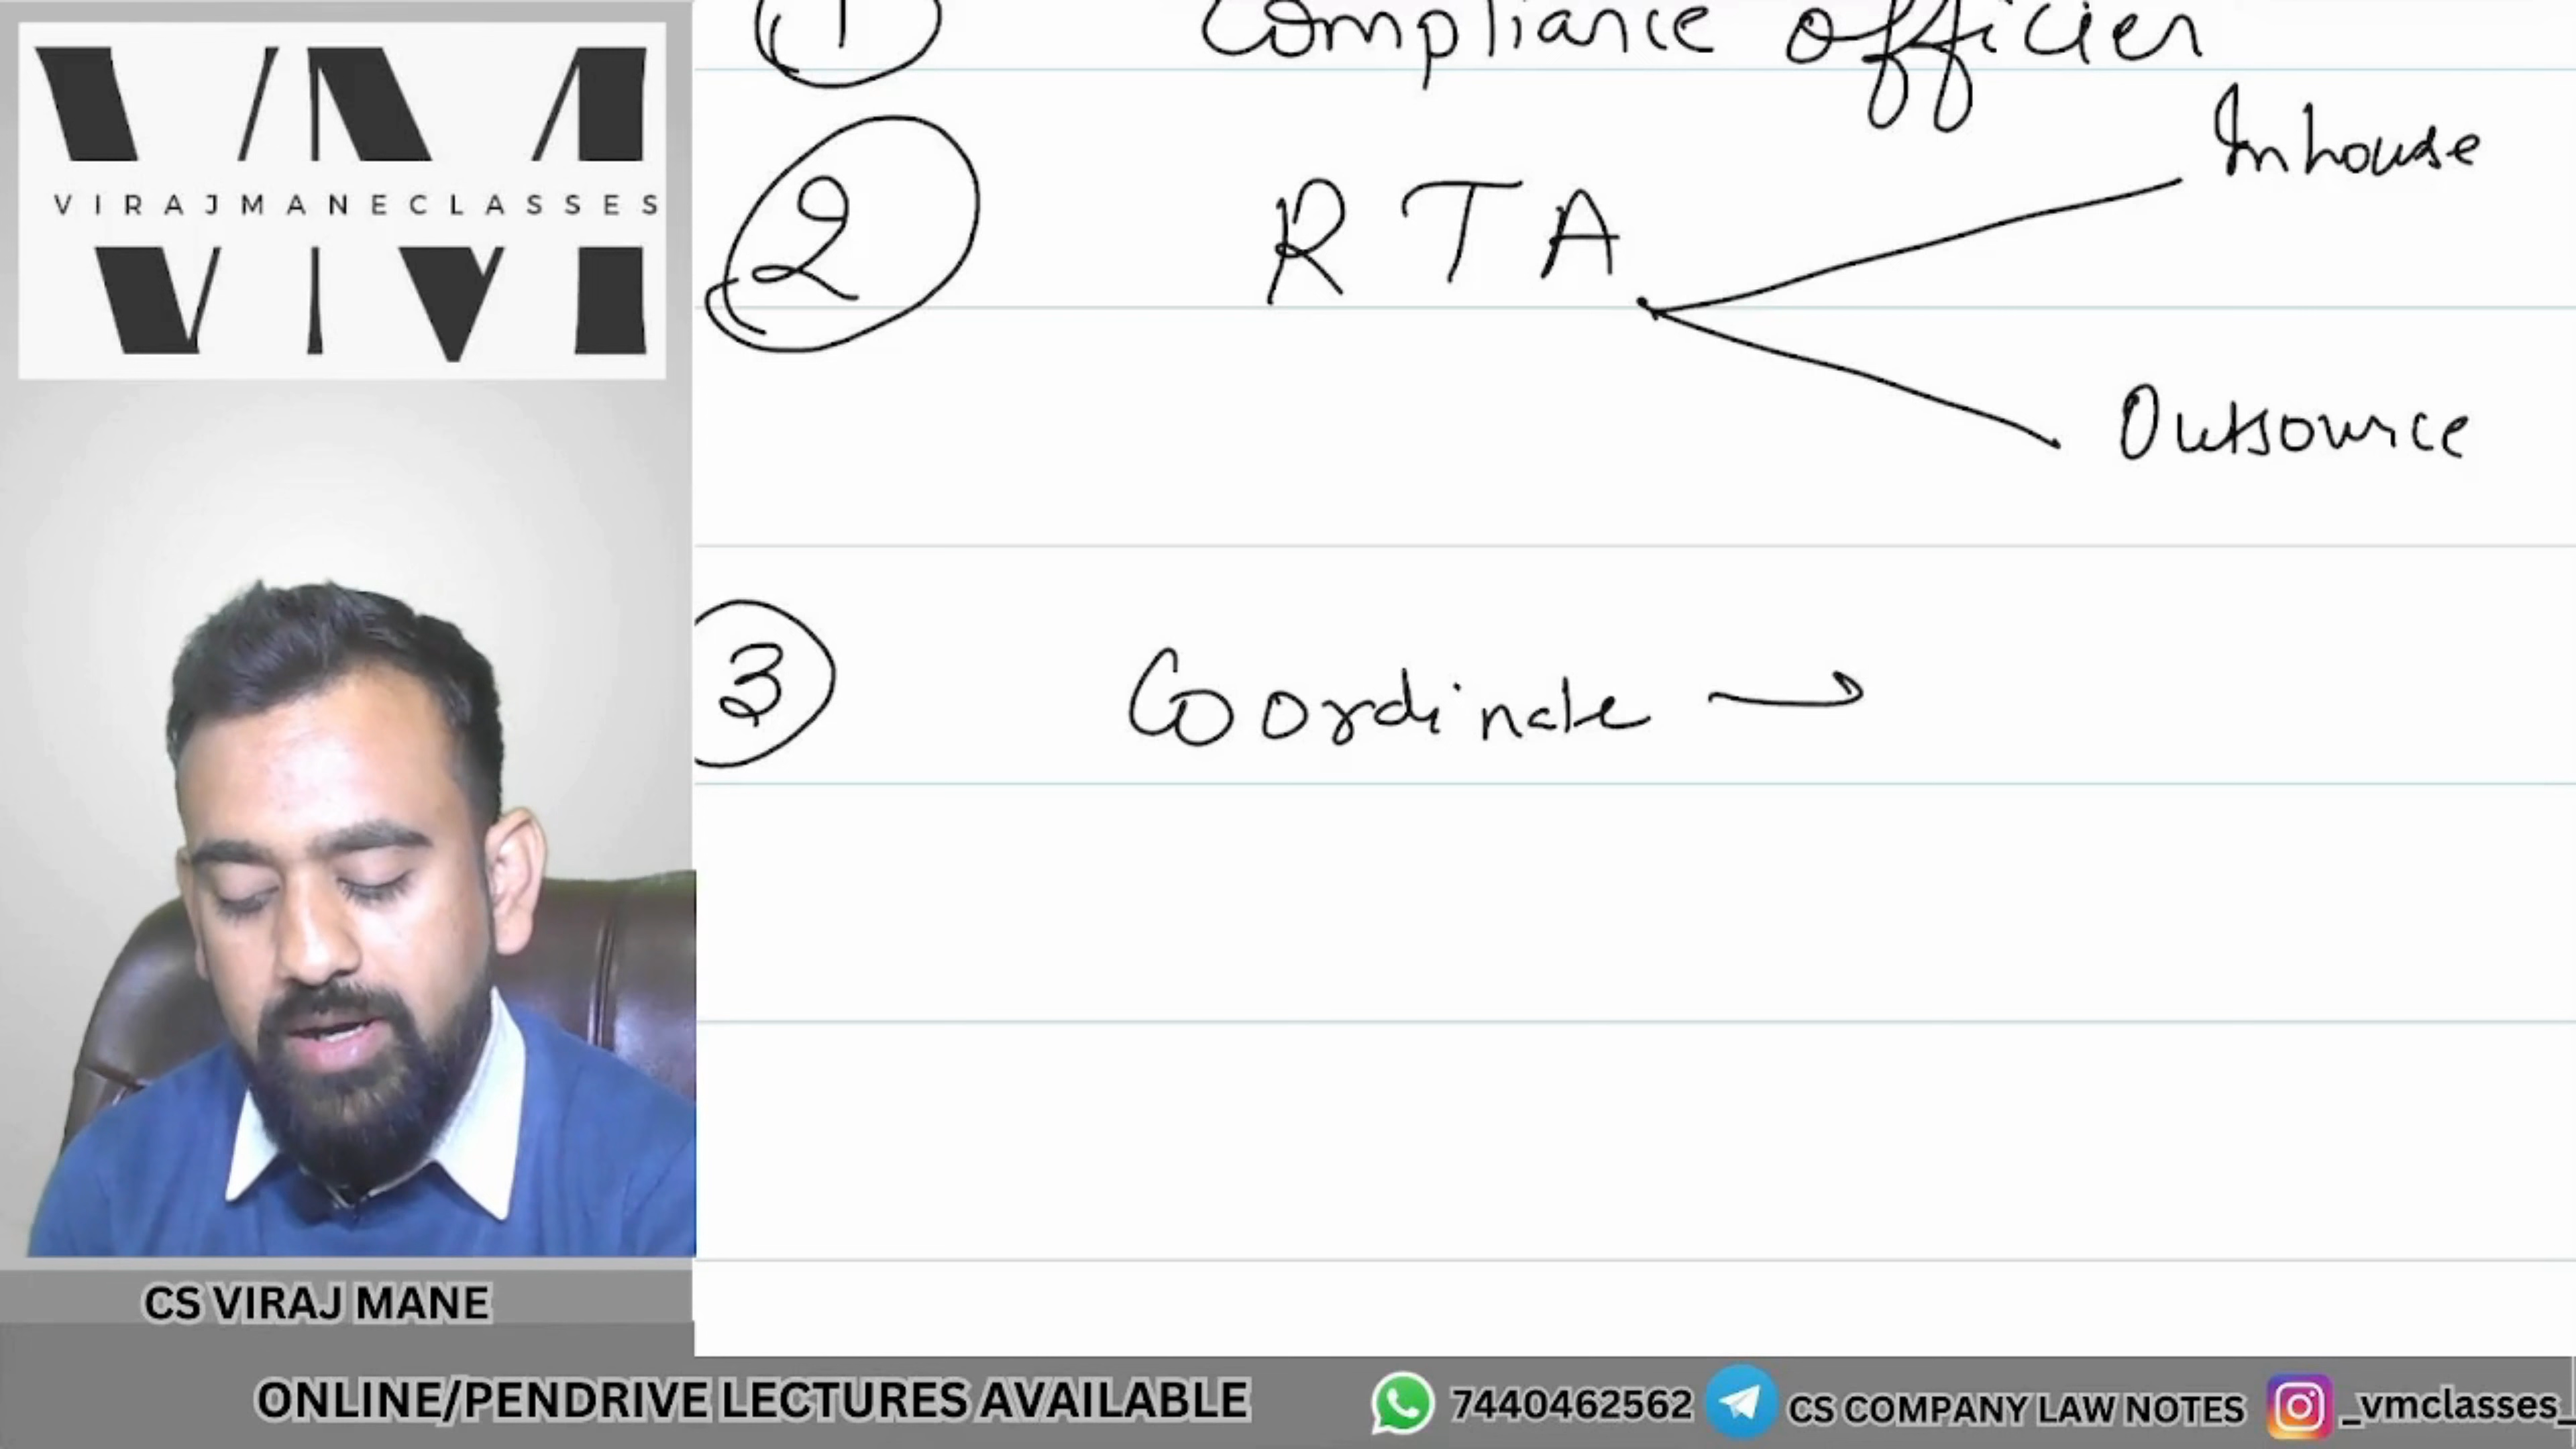 VIRAJMANECLASSES
① Compliance officier
Inhouse
② RTA
Outsource
③ Coordinate →
CS VIRAJ MANE
ONLINE/PENDRIVE LECTURES AVAILABLE 7440462562 CS COMPANY LAW NOTES _vmclasses_